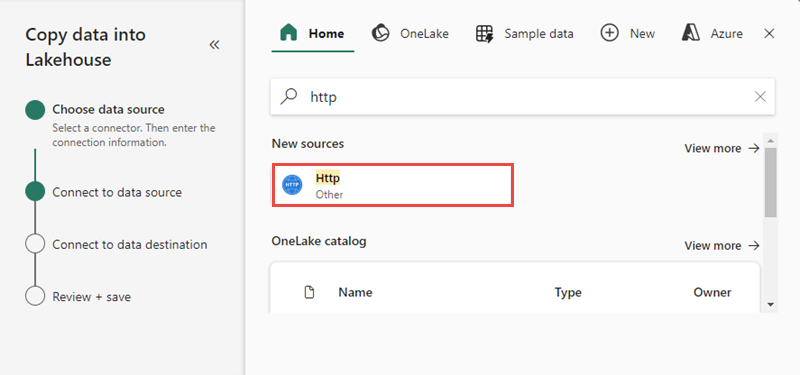 Copy data into
Lakehouse
Choose data source
Select a connector. Then enter the
connection information.
Connect to data source
Connect to data destination
Review + save
Home
OneLake
Sample data
New
Azure
http
New sources
View more
HTTP
Http
Other
OneLake catalog
View more
Name
Type
Owner